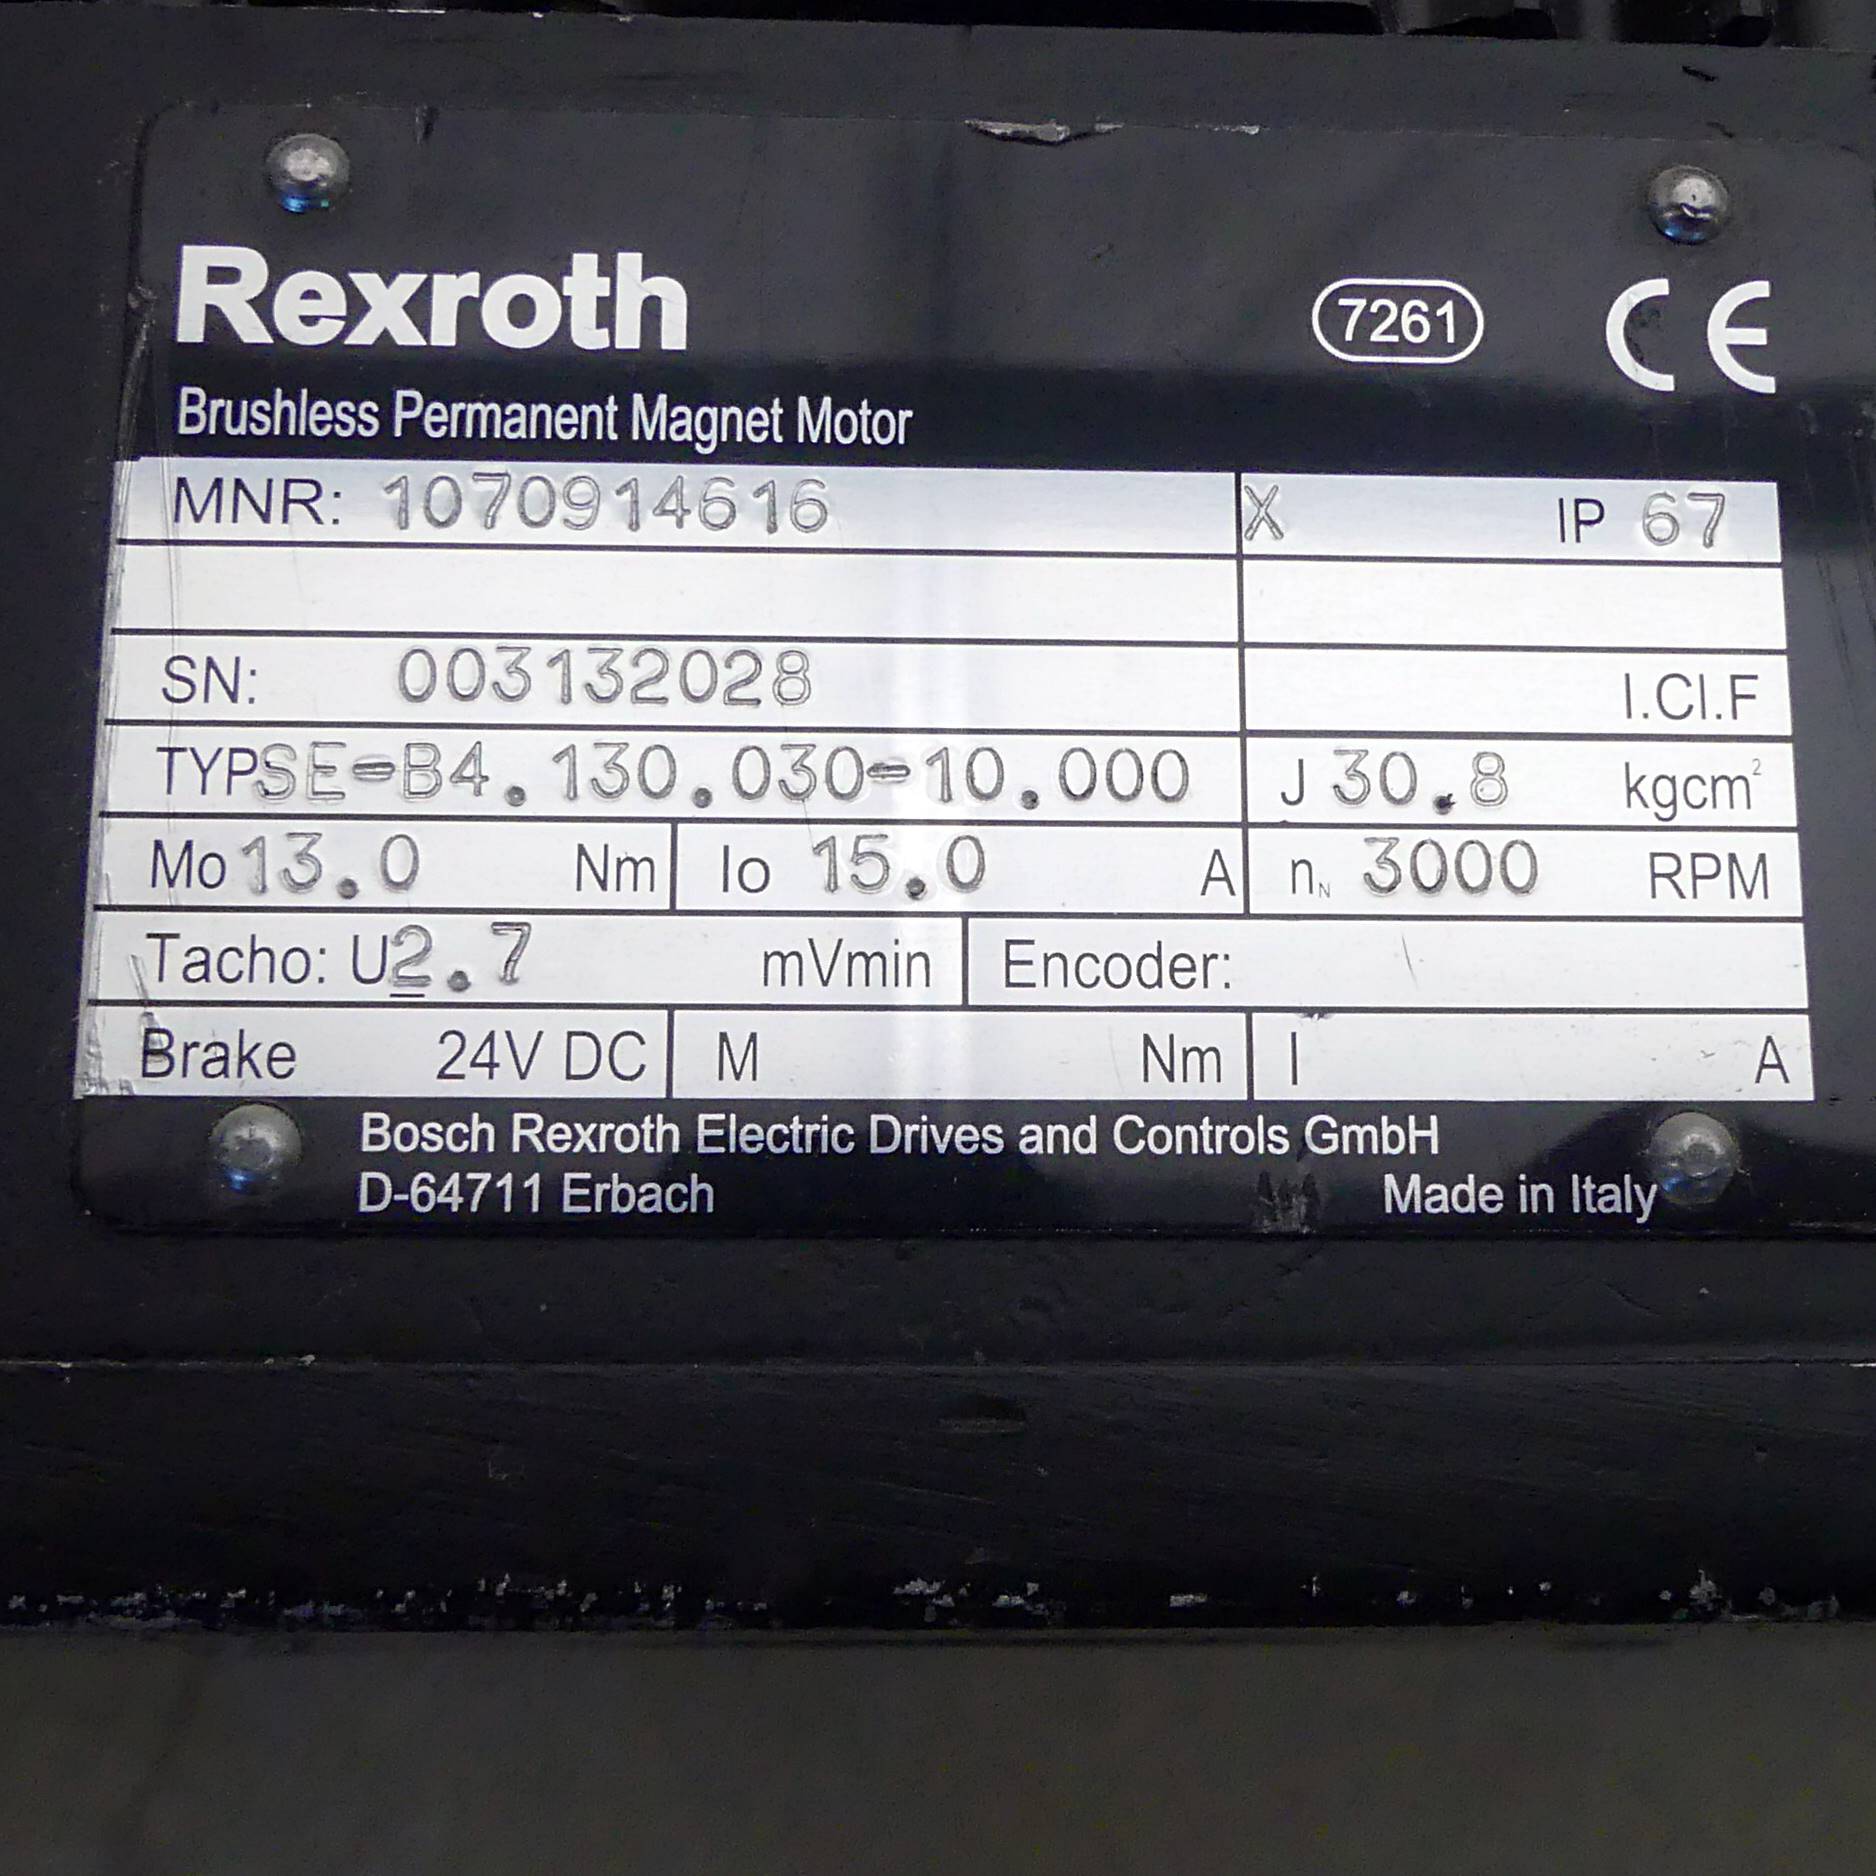 Rexroth
7261 CE
Brushless Permanent Magnet Motor
MNR: 1070914616 X IP 67
SN: 003132028 I.Cl.F
TYPSE-B4.130.030-10.000 J 30.8 kgcm²
Mo 13.0 Nm Io 15.0 A nN 3000 RPM
Tacho: U 2.7 mVmin Encoder:
Brake 24V DC M Nm I A
Bosch Rexroth Electric Drives and Controls GmbH
D-64711 Erbach Made in Italy